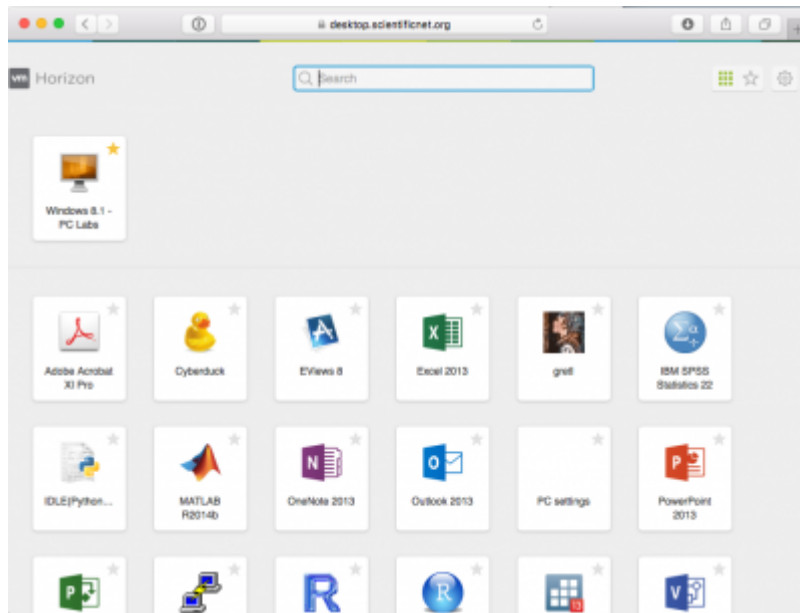 desktop.scientificnet.org
vm Horizon
Search
Windows 8.1 -
PC Labs
Adobe Acrobat
XI Pro
Cyberduck
EViews 8
Excel 2013
gretl
IBM SPSS
Statistics 22
IDLE(Python...
MATLAB
R2014b
OneNote 2013
Outlook 2013
PC settings
PowerPoint
2013